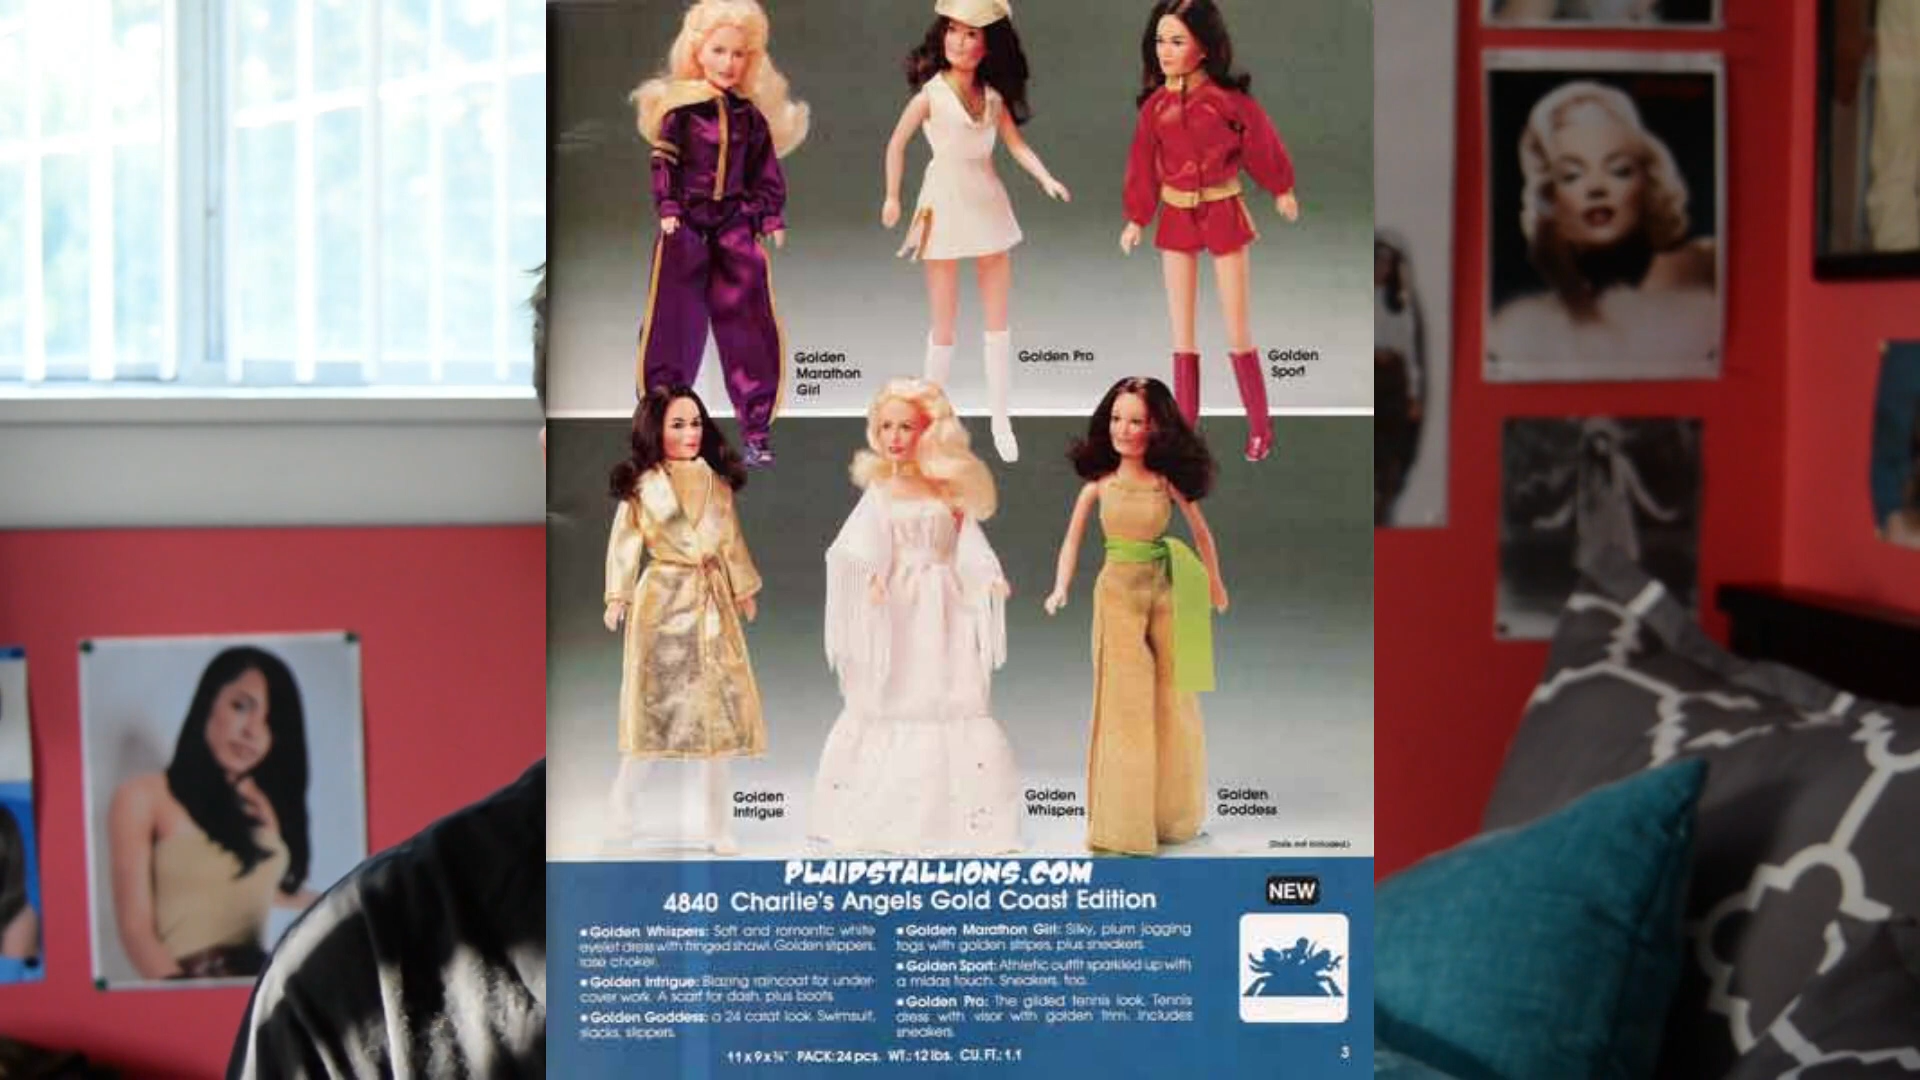 Golden
Marathon
Girl
Golden Pro
Golden
Sport
Golden
Intrigue
Golden
Whispers
Golden
Goddess
(Dolls not included.)
PLAIDSTALLIONS.COM
4840 Charlie's Angels Gold Coast Edition
NEW
• Golden Whispers: Soft and romantic white
eyelet dress with fringed shawl. Golden slippers,
rose choker.
• Golden Intrigue: Blazing raincoat for under-
cover work. A scarf for dash, plus boots
• Golden Goddess: a 24 carat look. Swimsuit,
slacks, slippers.
• Golden Marathon Girl: Silky, plum jogging
togs with golden stripes, plus sneakers.
• Golden Sport: Athletic outfit sparkled up with
a midas touch. Sneakers, too.
• Golden Pro: The gilded tennis look. Tennis
dress with visor with golden trim. Includes
sneakers.
11 x 9 x ¾" PACK: 24 pcs. WT.: 12 lbs. CU. FT.: 1.1
3